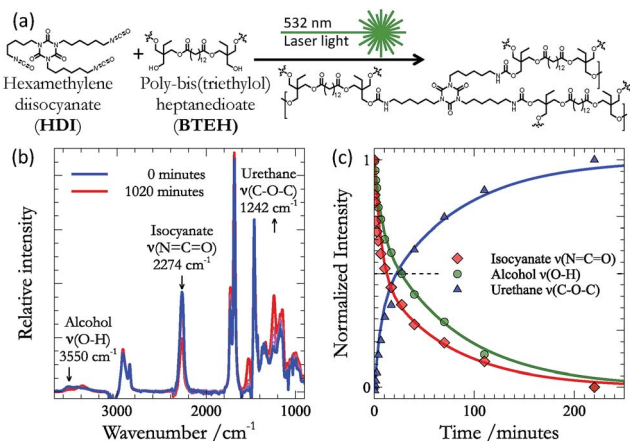 (a)
532 nm
Laser light
+
Hexamethylene
diisocyanate
(HDI)
Poly-bis(triethylol)
heptanedioate
(BTEH)
(b)
0 minutes
1020 minutes
Urethane
ν(C-O-C)
1242 cm⁻¹
Isocyanate
ν(N=C=O)
2274 cm⁻¹
Alcohol
ν(O-H)
3550 cm⁻¹
Relative intensity
3000
2000
1000
Wavenumber /cm⁻¹
(c)
1
0
Normalized Intensity
Isocyanate ν(N=C=O)
Alcohol ν(O-H)
Urethane ν(C-O-C)
0
50
100
150
200
Time /minutes